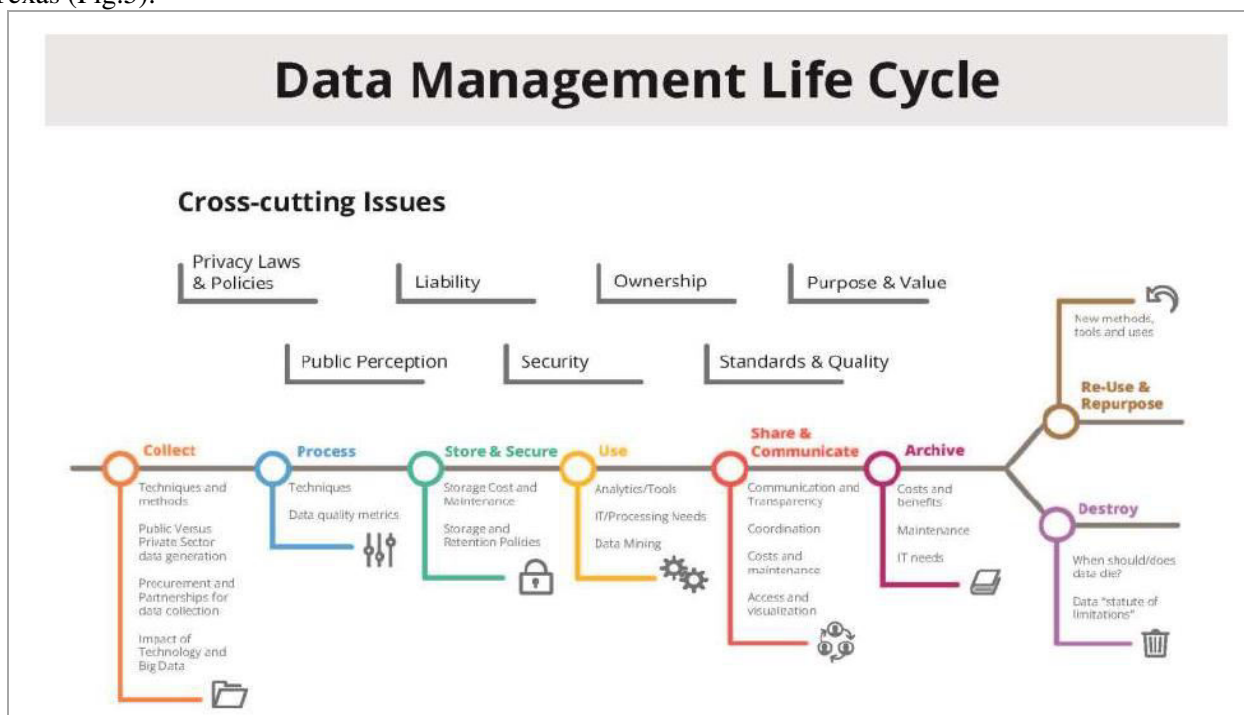 Texas (Fig.3).
Data Management Life Cycle
Cross-cutting Issues
Privacy Laws
& Policies
Liability
Ownership
Purpose & Value
Public Perception
Security
Standards & Quality
Collect
Techniques and
methods
Public Versus
Private Sector
data generation
Procurement and
Partnerships for
data collection
Impact of
Technology and
Big Data
Process
Techniques
Data quality metrics
Store & Secure
Storage Cost and
Maintenance
Storage and
Retention Policies
Use
Analytics/Tools
IT/Processing Needs
Data Mining
Share &
Communicate
Communication and
Transparency
Coordination
Costs and
maintenance
Access and
visualization
Archive
Costs and
benefits
Maintenance
IT needs
New methods,
tools and uses
Re-Use &
Repurpose
Destroy
When should/does
data die?
Data "statute of
limitations"